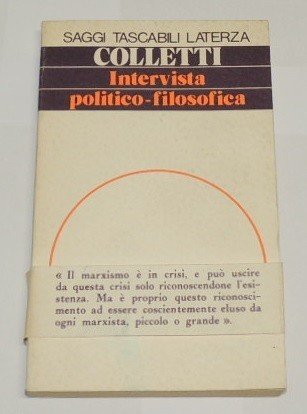 SAGGI TASCABILI LATERZA
COLLETTI
Intervista
politico-filosofica
« Il marxismo è in crisi, e può uscire
da questa crisi solo riconoscendone l'esi-
stenza. Ma è proprio questo riconosci-
mento ad essere coscientemente eluso da
ogni marxista, piccolo o grande ».